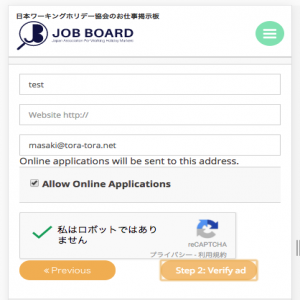 日本ワーキングホリデー協会のお仕事掲示板
JOB BOARD
Japan Association For Working Holiday Makers
test
Website http://
masaki@tora-tora.net
Online applications will be sent to this address.
Allow Online Applications
私はロボットではあり
ません
reCAPTCHA
プライバシー - 利用規約
« Previous
Step 2: Verify ad